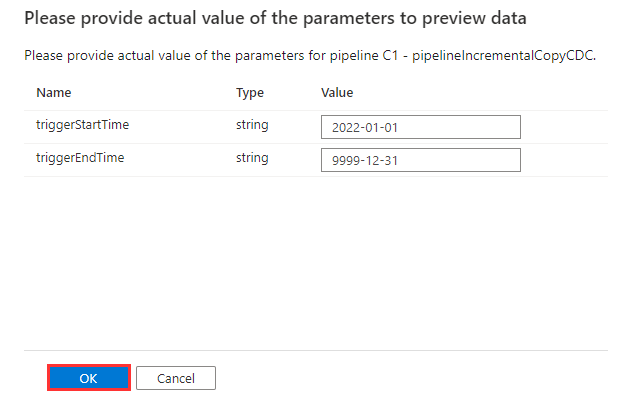 Please provide actual value of the parameters to preview data
Please provide actual value of the parameters for pipeline C1 - pipelineIncrementalCopyCDC.
Name Type Value
triggerStartTime string 2022-01-01
triggerEndTime string 9999-12-31
OK Cancel